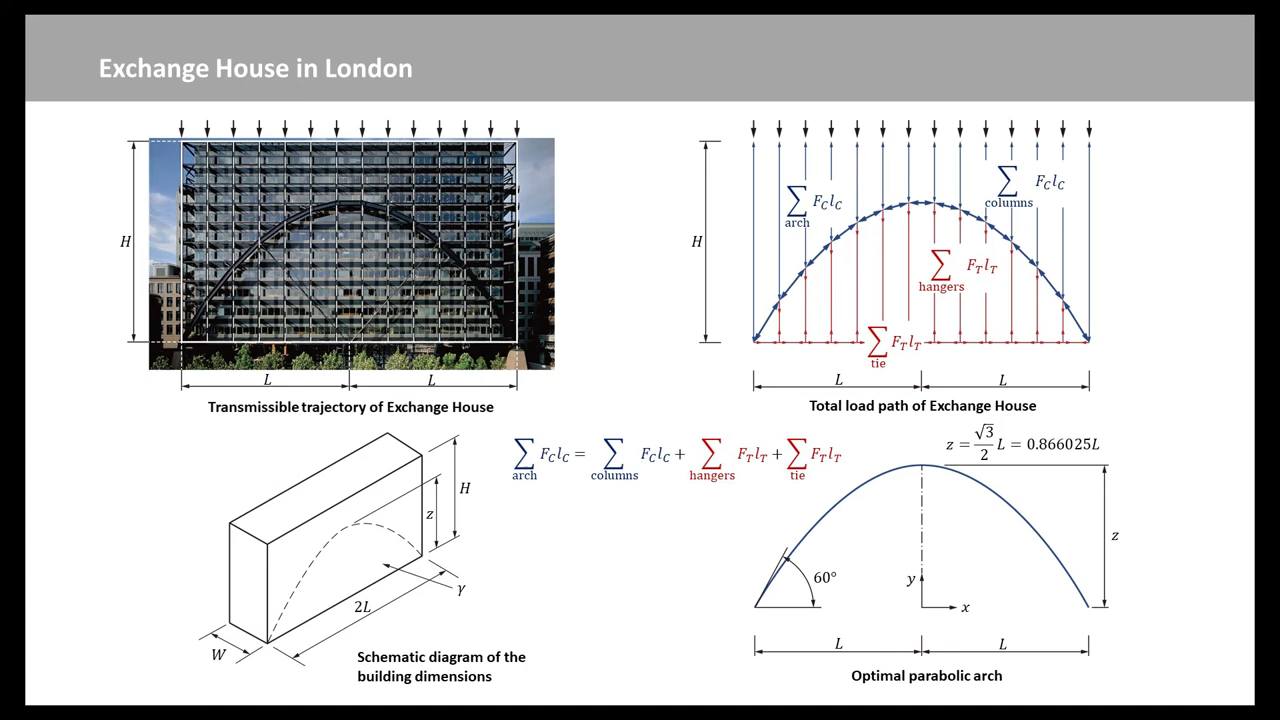 Exchange House in London
H
L
L
Transmissible trajectory of Exchange House
H
∑ F_C l_C
arch
∑ F_C l_C
columns
∑ F_T l_T
hangers
∑ F_T l_T
tie
L
L
Total load path of Exchange House
H
z
γ
2L
W
Schematic diagram of the
building dimensions
∑ F_C l_C = ∑ F_C l_C + ∑ F_T l_T + ∑ F_T l_T
arch columns hangers tie
z = √3/2 L = 0.866025L
z
60°
y
x
L
L
Optimal parabolic arch